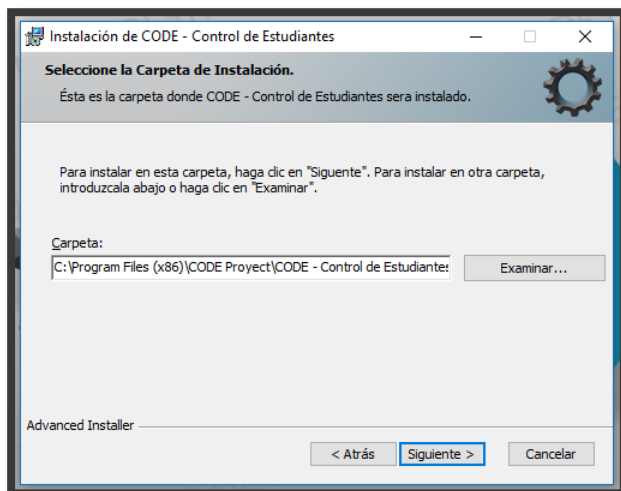 Instalación de CODE - Control de Estudiantes
Seleccione la Carpeta de Instalación.
Ésta es la carpeta donde CODE - Control de Estudiantes sera instalado.
Para instalar en esta carpeta, haga clic en "Siguente". Para instalar en otra carpeta,
introduzcala abajo o haga clic en "Examinar".
Carpeta:
C:\Program Files (x86)\CODE Proyect\CODE - Control de Estudiantes
Examinar...
Advanced Installer
< Atrás
Siguiente >
Cancelar